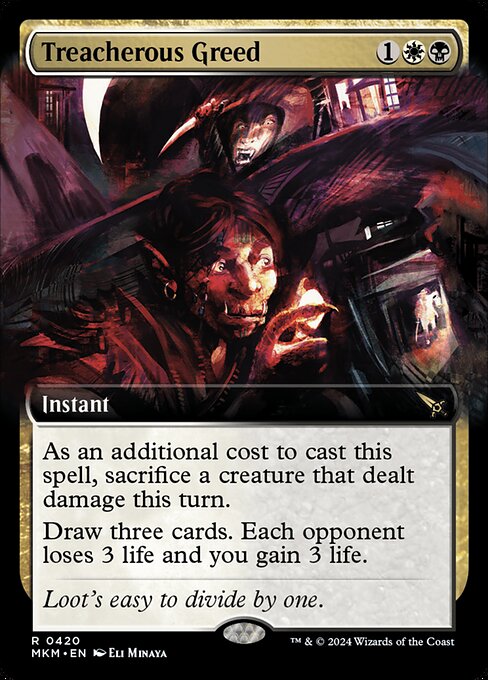 Treacherous Greed 1
Instant
As an additional cost to cast this
spell, sacrifice a creature that dealt
damage this turn.
Draw three cards. Each opponent
loses 3 life and you gain 3 life.
Loot's easy to divide by one.
R 0420
MKM • EN Eli Minaya
™ & © 2024 Wizards of the Coast